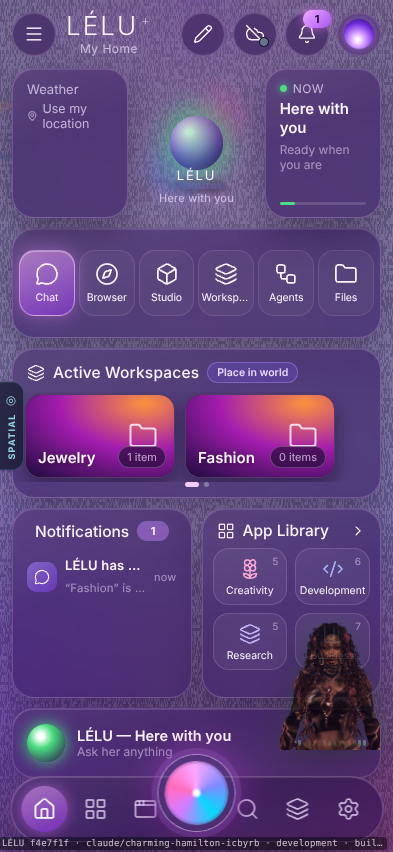 LÉLU +
My Home
1
Weather
Use my
location
LÉLU
Here with you
NOW
Here with
you
Ready when
you are
Chat
Browser
Studio
Worksp...
Agents
Files
SPATIAL
Active Workspaces
Place in world
Jewelry
1 item
Fashion
0 items
Notifications
1
LÉLU has ...
now
“Fashion” is ...
App Library
Creativity
5
Development
6
Research
5
7
LÉLU — Here with you
Ask her anything
LÉLU f4e7f1f · claude/charming-hamilton-icbyrb · development · buil…